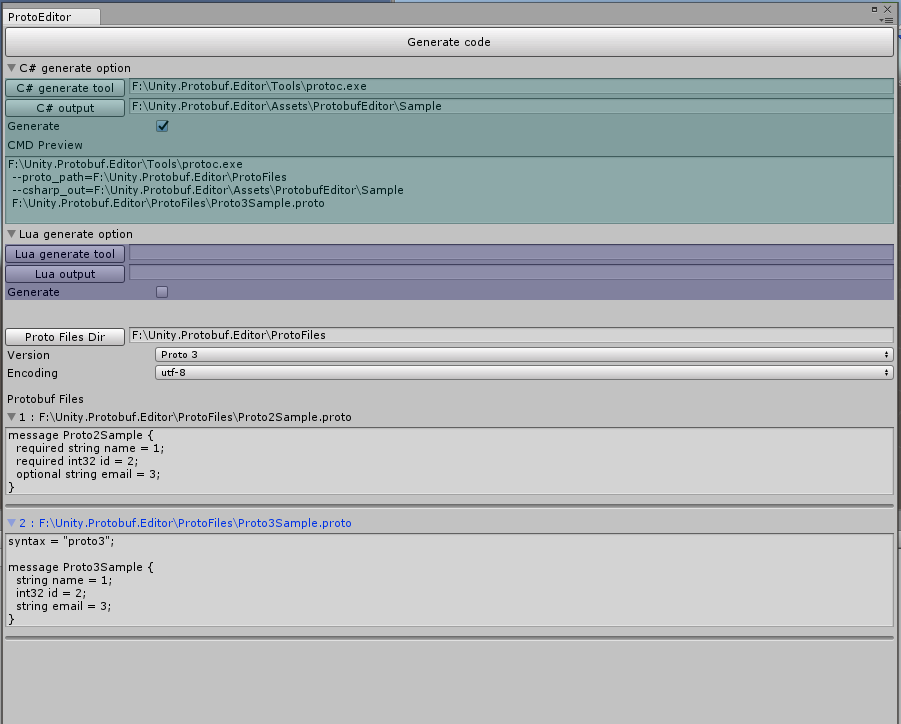 ProtoEditor
Generate code
C# generate option
C# generate tool F:\Unity.Protobuf.Editor\Tools\protoc.exe
C# output F:\Unity.Protobuf.Editor\Assets\ProtobufEditor\Sample
Generate
CMD Preview
F:\Unity.Protobuf.Editor\Tools\protoc.exe
--proto_path=F:\Unity.Protobuf.Editor\ProtoFiles
--csharp_out=F:\Unity.Protobuf.Editor\Assets\ProtobufEditor\Sample
F:\Unity.Protobuf.Editor\ProtoFiles\Proto3Sample.proto
Lua generate option
Lua generate tool
Lua output
Generate
Proto Files Dir F:\Unity.Protobuf.Editor\ProtoFiles
Version Proto 3
Encoding utf-8
Protobuf Files
1 : F:\Unity.Protobuf.Editor\ProtoFiles\Proto2Sample.proto
message Proto2Sample {
required string name = 1;
required int32 id = 2;
optional string email = 3;
}
2 : F:\Unity.Protobuf.Editor\ProtoFiles\Proto3Sample.proto
syntax = "proto3";
message Proto3Sample {
string name = 1;
int32 id = 2;
string email = 3;
}